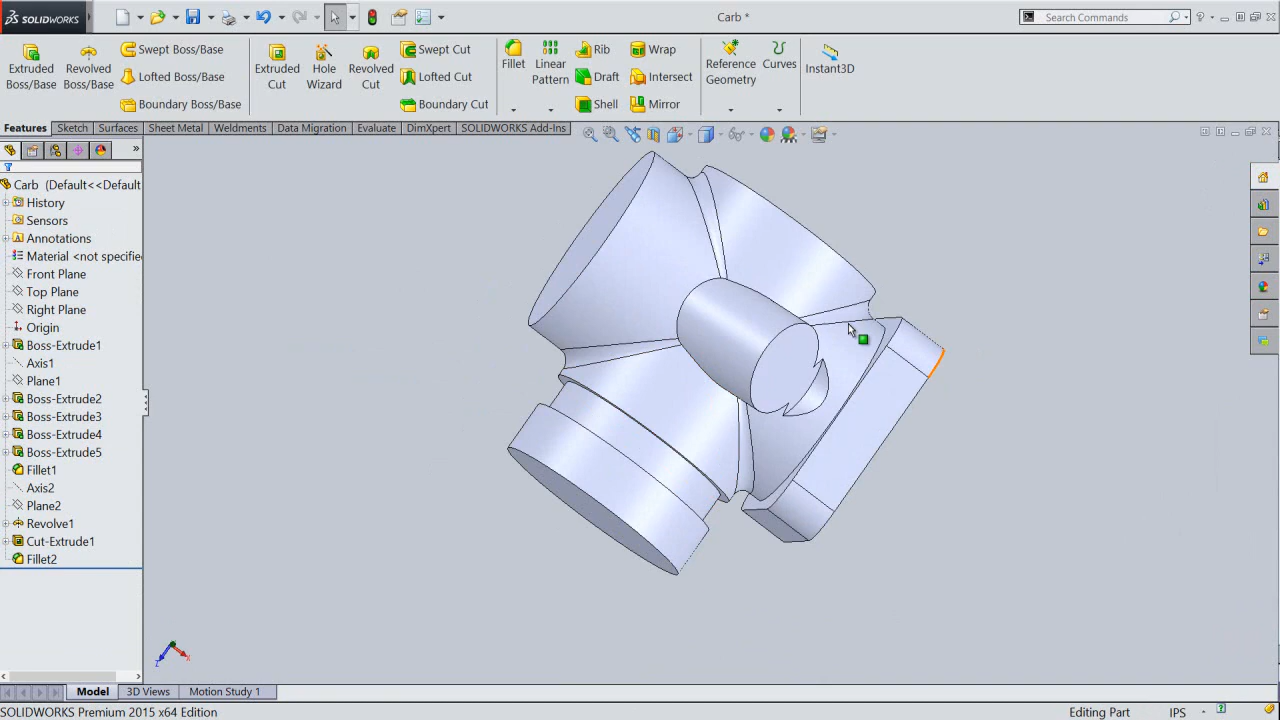 SOLIDWORKS
Carb *
Search Commands
Extruded Boss/Base
Revolved Boss/Base
Swept Boss/Base
Lofted Boss/Base
Boundary Boss/Base
Extruded Cut
Hole Wizard
Revolved Cut
Swept Cut
Lofted Cut
Boundary Cut
Fillet
Linear Pattern
Rib
Draft
Shell
Wrap
Intersect
Mirror
Reference Geometry
Curves
Instant3D
Features
Sketch
Surfaces
Sheet Metal
Weldments
Data Migration
Evaluate
DimXpert
SOLIDWORKS Add-Ins
Carb (Default<<Default
History
Sensors
Annotations
Material <not specifie
Front Plane
Top Plane
Right Plane
Origin
Boss-Extrude1
Axis1
Plane1
Boss-Extrude2
Boss-Extrude3
Boss-Extrude4
Boss-Extrude5
Fillet1
Axis2
Plane2
Revolve1
Cut-Extrude1
Fillet2
Z
X
Model
3D Views
Motion Study 1
SOLIDWORKS Premium 2015 x64 Edition
Editing Part
IPS